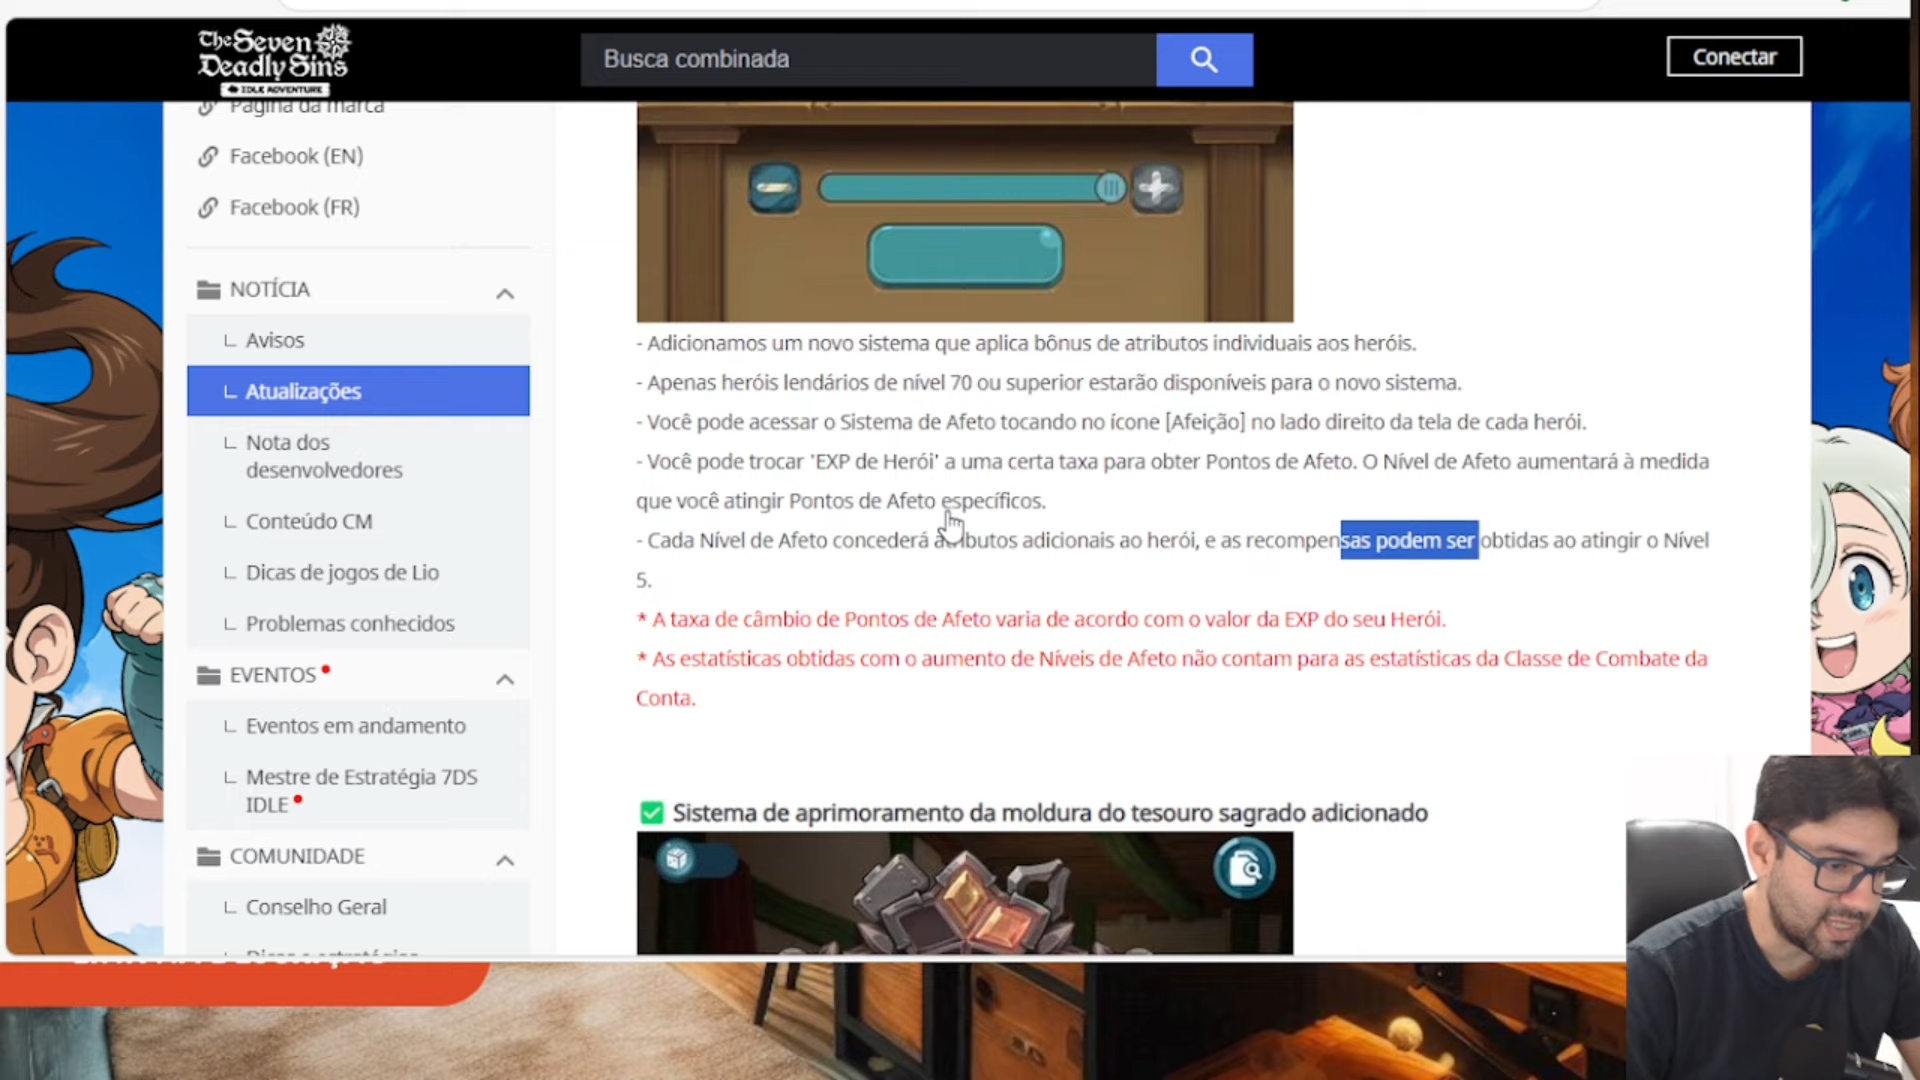 The Seven
Deadly Sins
IDLE ADVENTURE
Busca combinada
Conectar
Página da marca
Facebook (EN)
Facebook (FR)
NOTÍCIA
Avisos
Atualizações
Nota dos
desenvolvedores
Conteúdo CM
Dicas de jogos de Lio
Problemas conhecidos
EVENTOS
Eventos em andamento
Mestre de Estratégia 7DS
IDLE
COMUNIDADE
Conselho Geral
- Adicionamos um novo sistema que aplica bônus de atributos individuais aos heróis.
- Apenas heróis lendários de nível 70 ou superior estarão disponíveis para o novo sistema.
- Você pode acessar o Sistema de Afeto tocando no ícone [Afeição] no lado direito da tela de cada herói.
- Você pode trocar 'EXP de Herói' a uma certa taxa para obter Pontos de Afeto. O Nível de Afeto aumentará à medida
que você atingir Pontos de Afeto específicos.
- Cada Nível de Afeto concederá atributos adicionais ao herói, e as recompensas podem ser obtidas ao atingir o Nível
5.
* A taxa de câmbio de Pontos de Afeto varia de acordo com o valor da EXP do seu Herói.
* As estatísticas obtidas com o aumento de Níveis de Afeto não contam para as estatísticas da Classe de Combate da
Conta.
Sistema de aprimoramento da moldura do tesouro sagrado adicionado